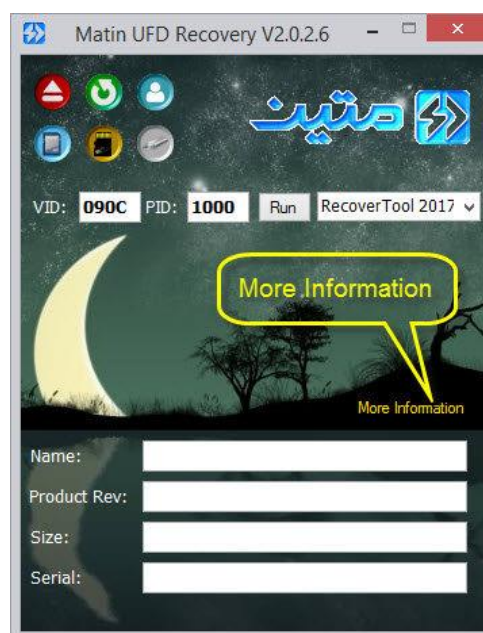 Matin UFD Recovery V2.0.2.6
متین
VID: 090C PID: 1000 Run RecoverTool 2017
More Information
More Information
Name:
Product Rev:
Size:
Serial: